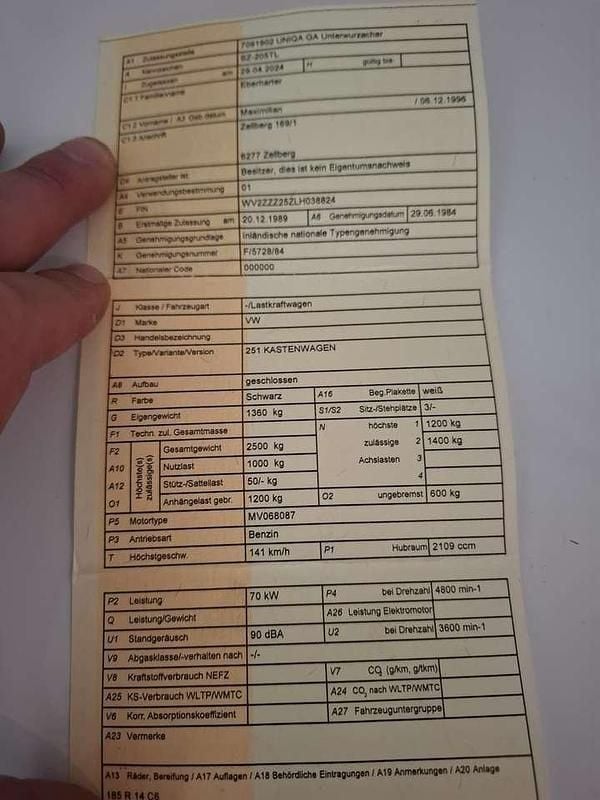 A1 Zulassungsstelle 7091902 UNIQA GA Unterwurzacher
A Kennzeichen SZ-205TL
I Zugelassen am 29.04.2024 H gültig bis
C1.1 Familienname Eberharter
C1.2 Vorname / A3 Geb.datum Maximilian / 06.12.1996
C1.3 Anschrift Zellberg 169/1
6277 Zellberg
C4 Antragsteller ist Besitzer, dies ist kein Eigentumsnachweis
A4 Verwendungsbestimmung 01
E FIN WV2ZZZ25ZLH038824
B Erstmalige Zulassung am 20.12.1989 A6 Genehmigungsdatum 29.06.1984
A5 Genehmigungsgrundlage Inländische nationale Typengenehmigung
K Genehmigungsnummer F/5728/84
A7 Nationaler Code 000000
J Klasse / Fahrzeugart -/Lastkraftwagen
D1 Marke VW
D3 Handelsbezeichnung
D2 Type/Variante/Version 251 KASTENWAGEN
A8 Aufbau geschlossen
R Farbe Schwarz A16 Beg.Plakette weiß
G Eigengewicht 1360 kg S1/S2 Sitz-/Stehplätze 3/-
F1 Techn. zul. Gesamtmasse N höchste 1 1200 kg
F2 Höchste(s) zulässige(s) Gesamtgewicht 2500 kg zulässige 2 1400 kg
A10 Nutzlast 1000 kg Achslasten 3
A12 Stütz-/Sattellast 50/- kg 4
O1 Anhängelast gebr. 1200 kg O2 ungebremst 600 kg
P5 Motortype MV068087
P3 Antriebsart Benzin
T Höchstgeschw. 141 km/h P1 Hubraum 2109 ccm
P2 Leistung 70 kW P4 bei Drehzahl 4800 min-1
Q Leistung/Gewicht A26 Leistung Elektromotor
U1 Standgeräusch 90 dBA U2 bei Drehzahl 3600 min-1
V9 Abgasklasse/-verhalten nach -/-
V8 Kraftstoffverbrauch NEFZ V7 CO₂ (g/km, g/tkm)
A25 KS-Verbrauch WLTP/WMTC A24 CO₂ nach WLTP/WMTC
V6 Korr. Absorptionskoeffizient A27 Fahrzeuguntergruppe
A23 Vermerke
A13 Räder, Bereifung / A17 Auflagen / A18 Behördliche Eintragungen / A19 Anmerkungen / A20 Anlage
185 R 14 C6